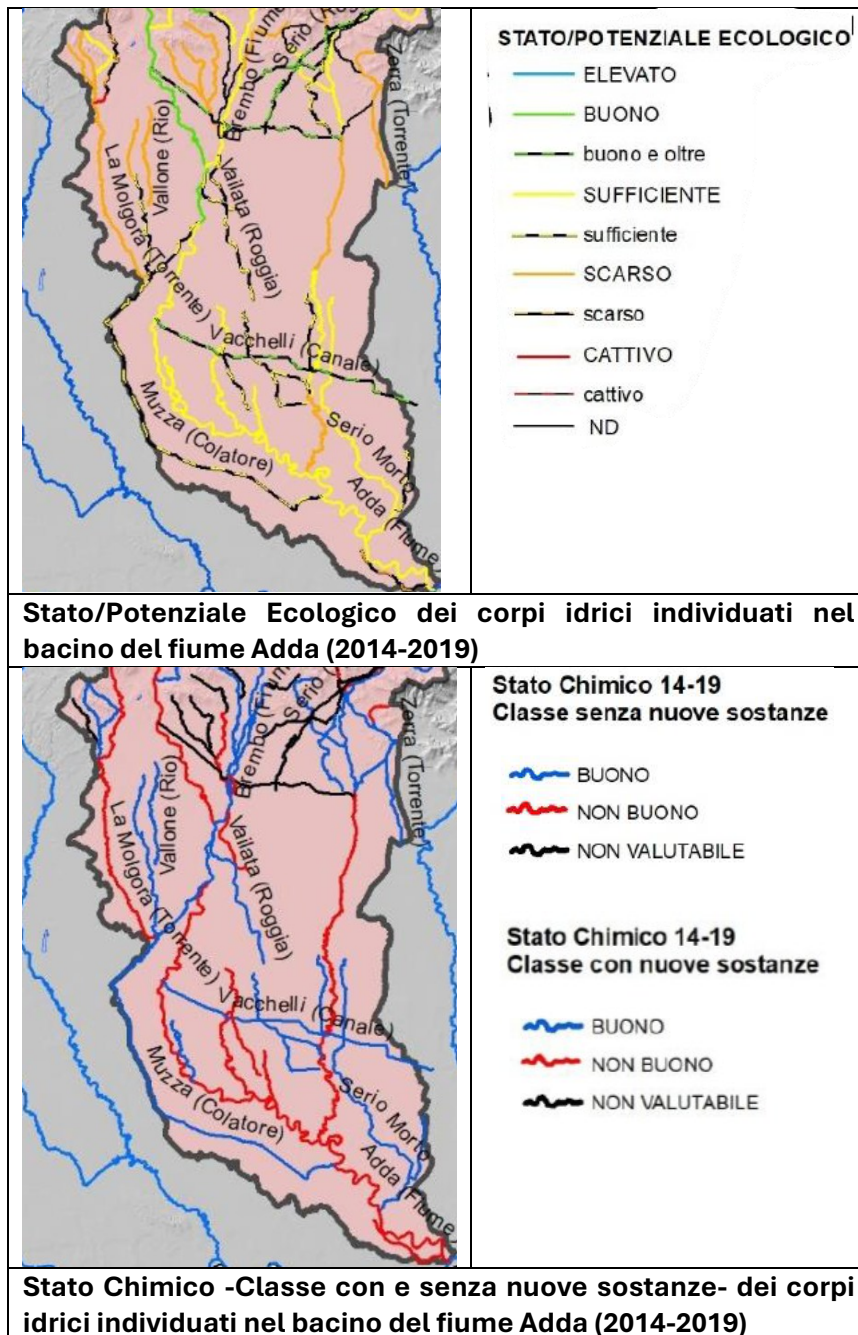 Brembo (Fiume)
Serio (
Zerra (Torrente)
La Molgora (Torrente)
Vallone (Rio)
Vailata (Roggia)
Vacchelli (Canale)
Muzza (Colatore)
Serio Morto
Adda (Fiume)
STATO/POTENZIALE ECOLOGICO
ELEVATO
BUONO
buono e oltre
SUFFICIENTE
sufficiente
SCARSO
scarso
CATTIVO
cattivo
ND
Stato/Potenziale Ecologico dei corpi idrici individuati nel
bacino del fiume Adda (2014-2019)
Brembo (Fium
Serio (
Zerra (Torrente)
La Molgora (Torrente)
Vallone (Rio)
Vailata (Roggia)
Vacchelli (Canale)
Muzza (Colatore)
Serio Morto
Adda (Fiume)
Stato Chimico 14-19
Classe senza nuove sostanze
BUONO
NON BUONO
NON VALUTABILE
Stato Chimico 14-19
Classe con nuove sostanze
BUONO
NON BUONO
NON VALUTABILE
Stato Chimico -Classe con e senza nuove sostanze- dei corpi
idrici individuati nel bacino del fiume Adda (2014-2019)